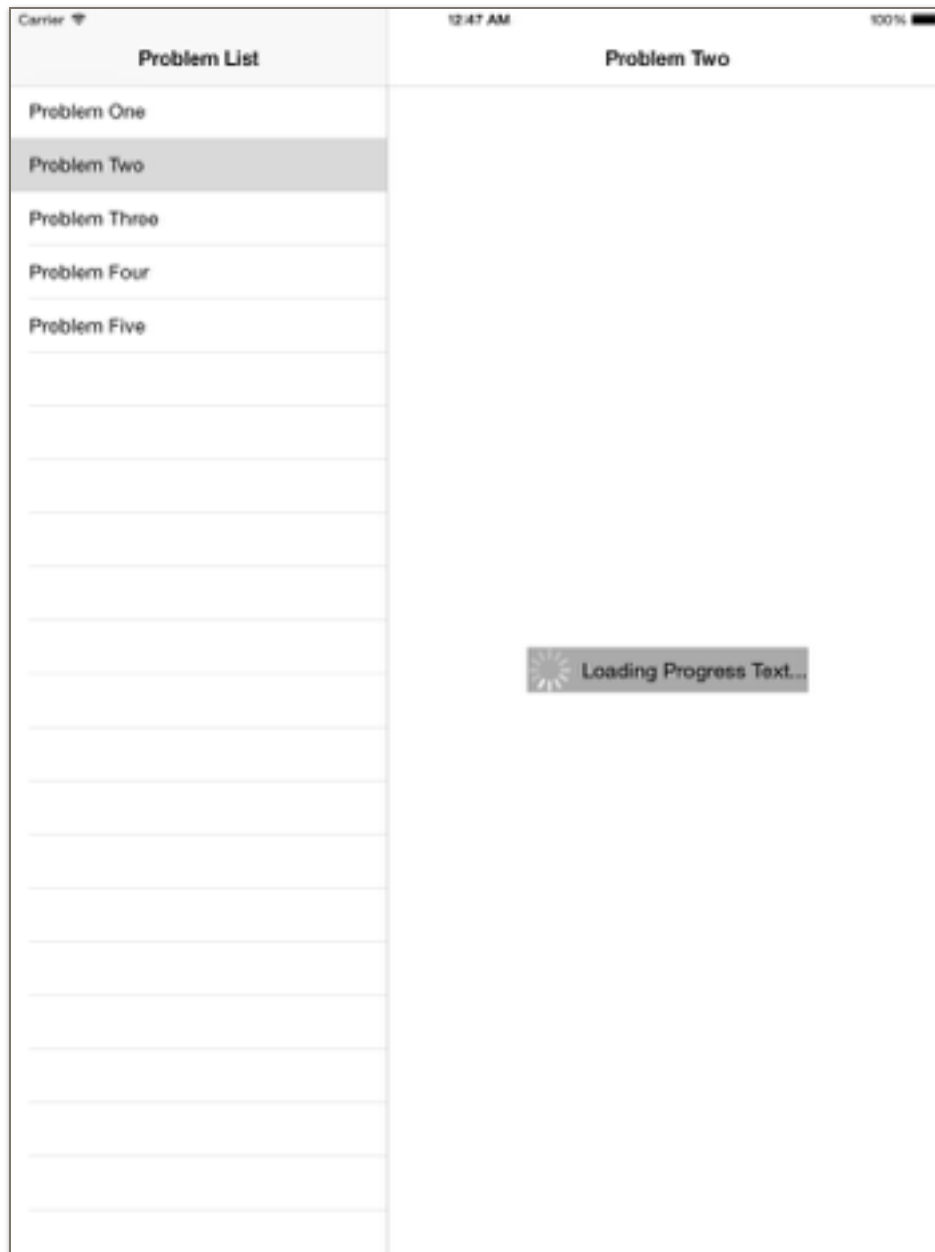 Carrier
12:47 AM
100%
Problem List
Problem Two
Problem One
Problem Two
Problem Three
Problem Four
Problem Five
Loading Progress Text...